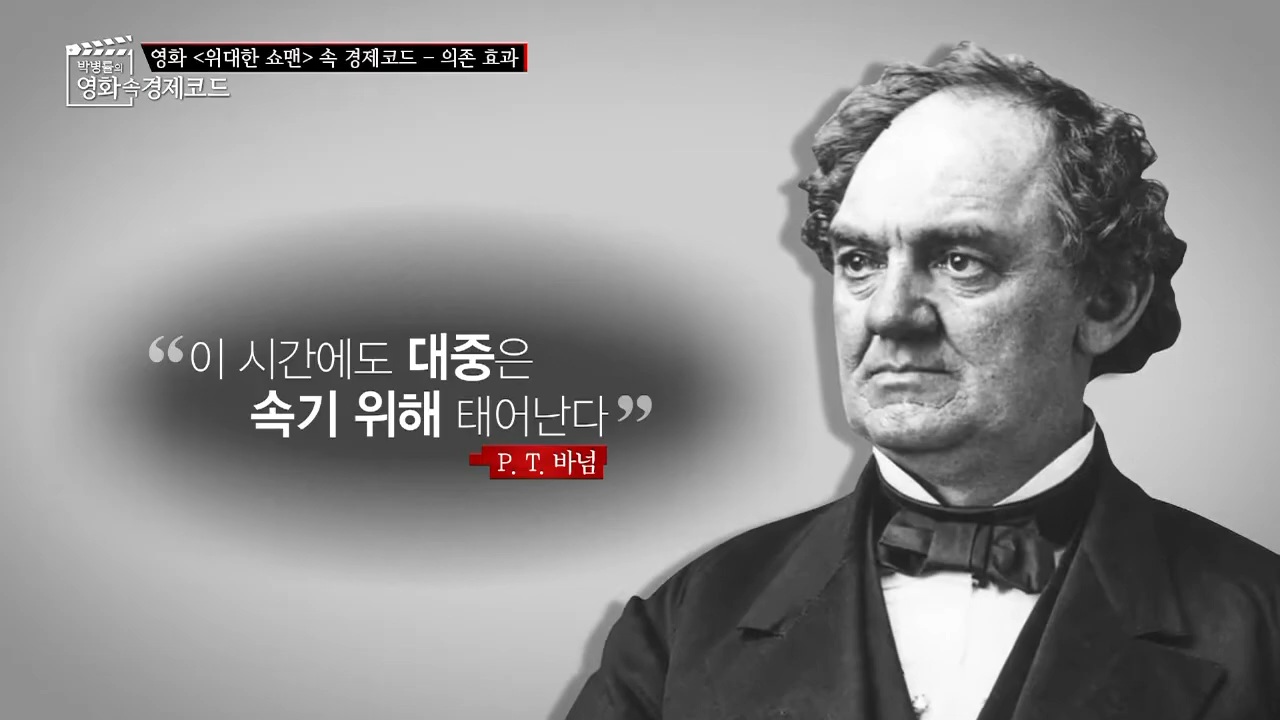 박병률의
영화속경제코드
영화 <위대한 쇼맨> 속 경제코드 – 의존 효과
“이 시간에도 대중은
속기 위해 태어난다”
P. T. 바넘